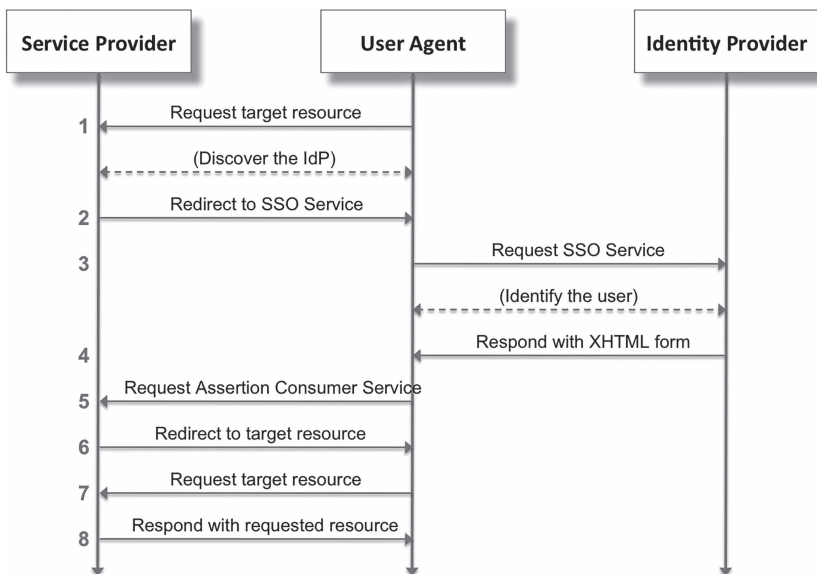 Service Provider
User Agent
Identity Provider
1 Request target resource
(Discover the IdP)
2 Redirect to SSO Service
3 Request SSO Service
(Identify the user)
4 Respond with XHTML form
5 Request Assertion Consumer Service
6 Redirect to target resource
7 Request target resource
8 Respond with requested resource